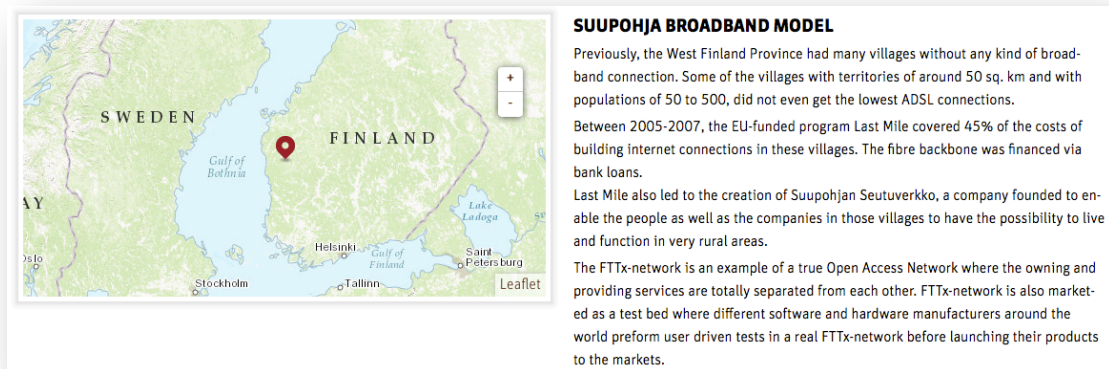 SWEDEN
FINLAND
Gulf of
Bothnia
+
-
AY
Lake
Ladoga
Helsinki
Gulf of
Finland
Saint
Petersburg
Oslo
Stockholm
Tallinn
Leaflet
SUUPOHJA BROADBAND MODEL
Previously, the West Finland Province had many villages without any kind of broad-
band connection. Some of the villages with territories of around 50 sq. km and with
populations of 50 to 500, did not even get the lowest ADSL connections.
Between 2005-2007, the EU-funded program Last Mile covered 45% of the costs of
building internet connections in these villages. The fibre backbone was financed via
bank loans.
Last Mile also led to the creation of Suupohjan Seutuverkko, a company founded to en-
able the people as well as the companies in those villages to have the possibility to live
and function in very rural areas.
The FTTx-network is an example of a true Open Access Network where the owning and
providing services are totally separated from each other. FTTx-network is also market-
ed as a test bed where different software and hardware manufacturers around the
world preform user driven tests in a real FTTx-network before launching their products
to the markets.